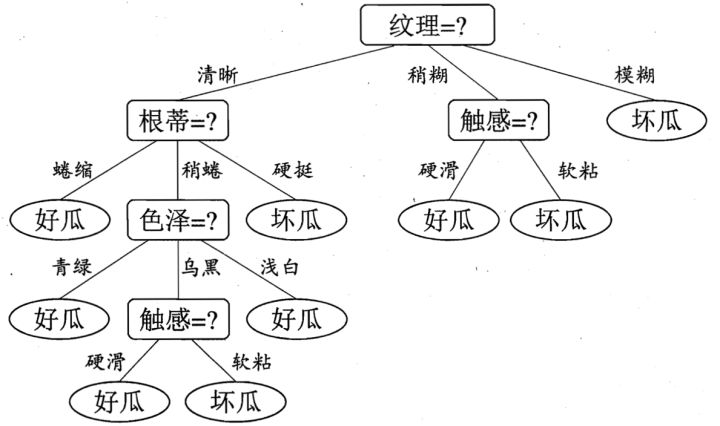 纹理=?
清晰 稍糊 模糊
根蒂=? 触感=? 坏瓜
蜷缩 稍蜷 硬挺 硬滑 软粘
好瓜 色泽=? 坏瓜 好瓜 坏瓜
青绿 乌黑 浅白
好瓜 触感=? 好瓜
硬滑 软粘
好瓜 坏瓜